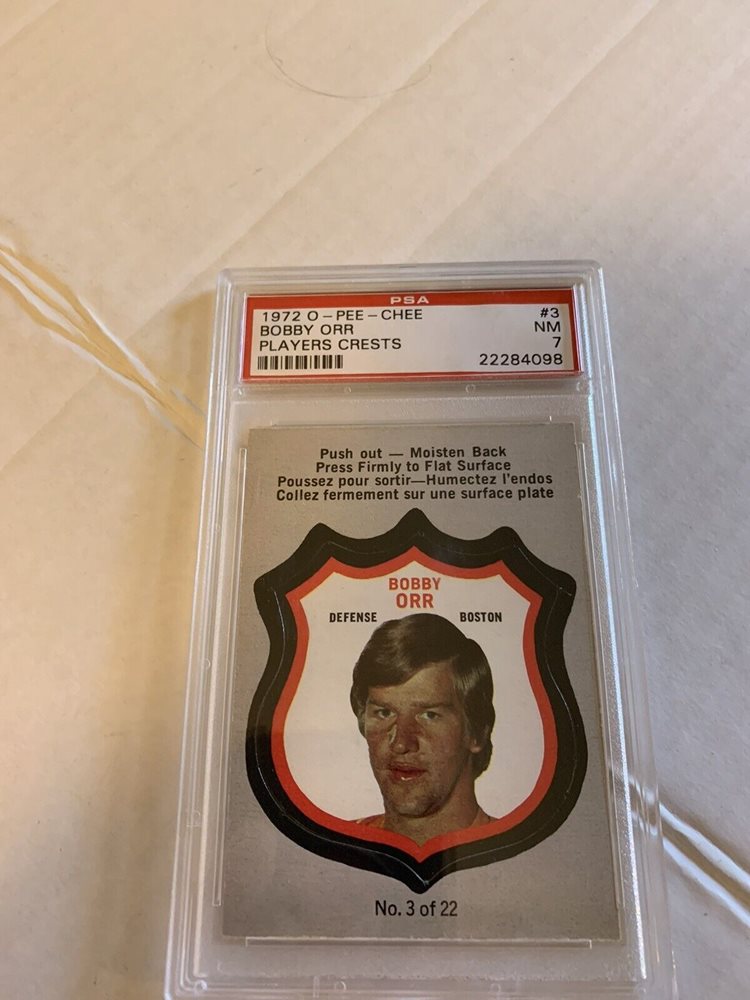 PSA
1972 O-PEE-CHEE #3
BOBBY ORR NM
PLAYERS CRESTS 7
22284098
Push out — Moisten Back
Press Firmly to Flat Surface
Poussez pour sortir—Humectez l'endos
Collez fermement sur une surface plate
BOBBY
ORR
DEFENSE BOSTON
No. 3 of 22